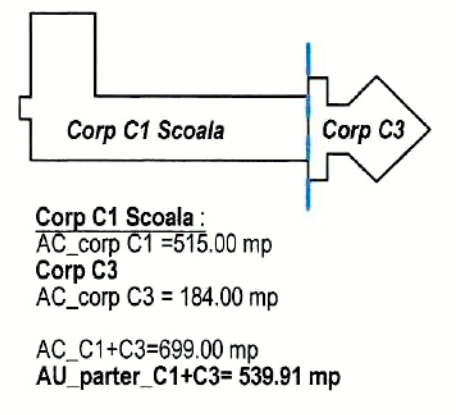 Corp C1 Scoala
Corp C3
Corp C1 Scoala :
AC_corp C1 =515.00 mp
Corp C3
AC_corp C3 = 184.00 mp
AC_C1+C3=699.00 mp
AU_parter_C1+C3= 539.91 mp